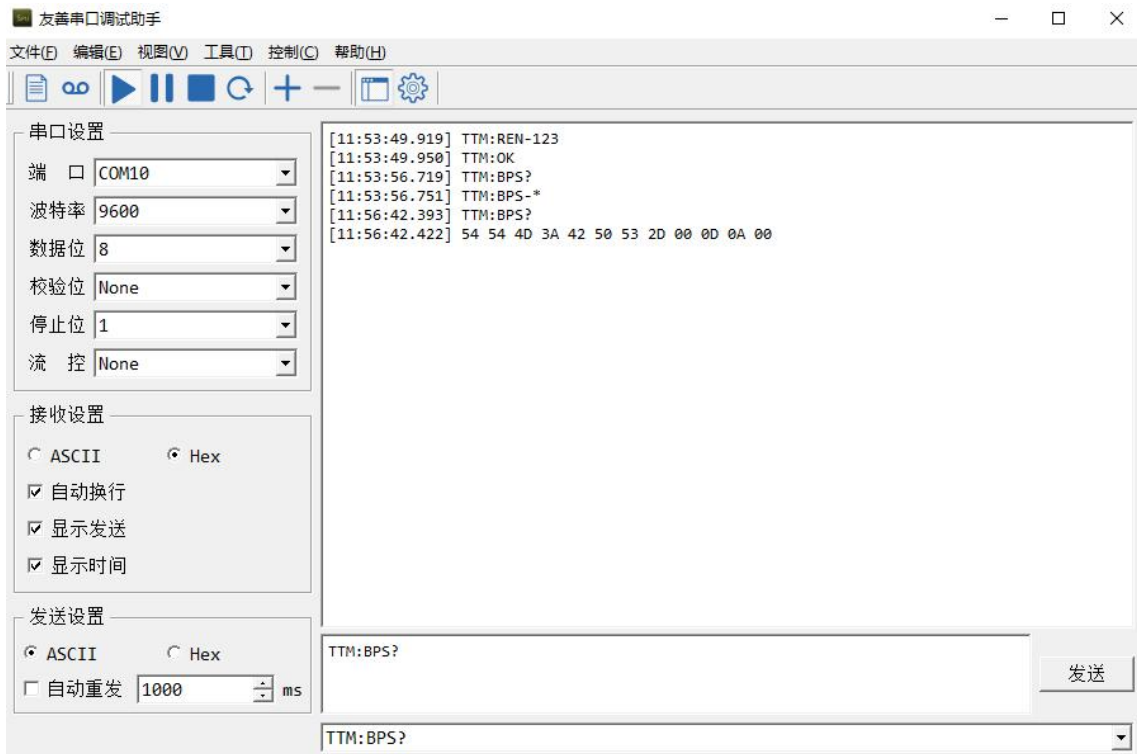 友善串口调试助手
文件(F) 编辑(E) 视图(V) 工具(T) 控制(C) 帮助(H)
串口设置
端 口 COM10
波特率 9600
数据位 8
校验位 None
停止位 1
流 控 None
接收设置
ASCII Hex
自动换行
显示发送
显示时间
发送设置
ASCII Hex
自动重发 1000 ms
[11:53:49.919] TTM:REN-123
[11:53:49.950] TTM:OK
[11:53:56.719] TTM:BPS?
[11:53:56.751] TTM:BPS-*
[11:56:42.393] TTM:BPS?
[11:56:42.422] 54 54 4D 3A 42 50 53 2D 00 0D 0A 00
TTM:BPS?
发送
TTM:BPS?